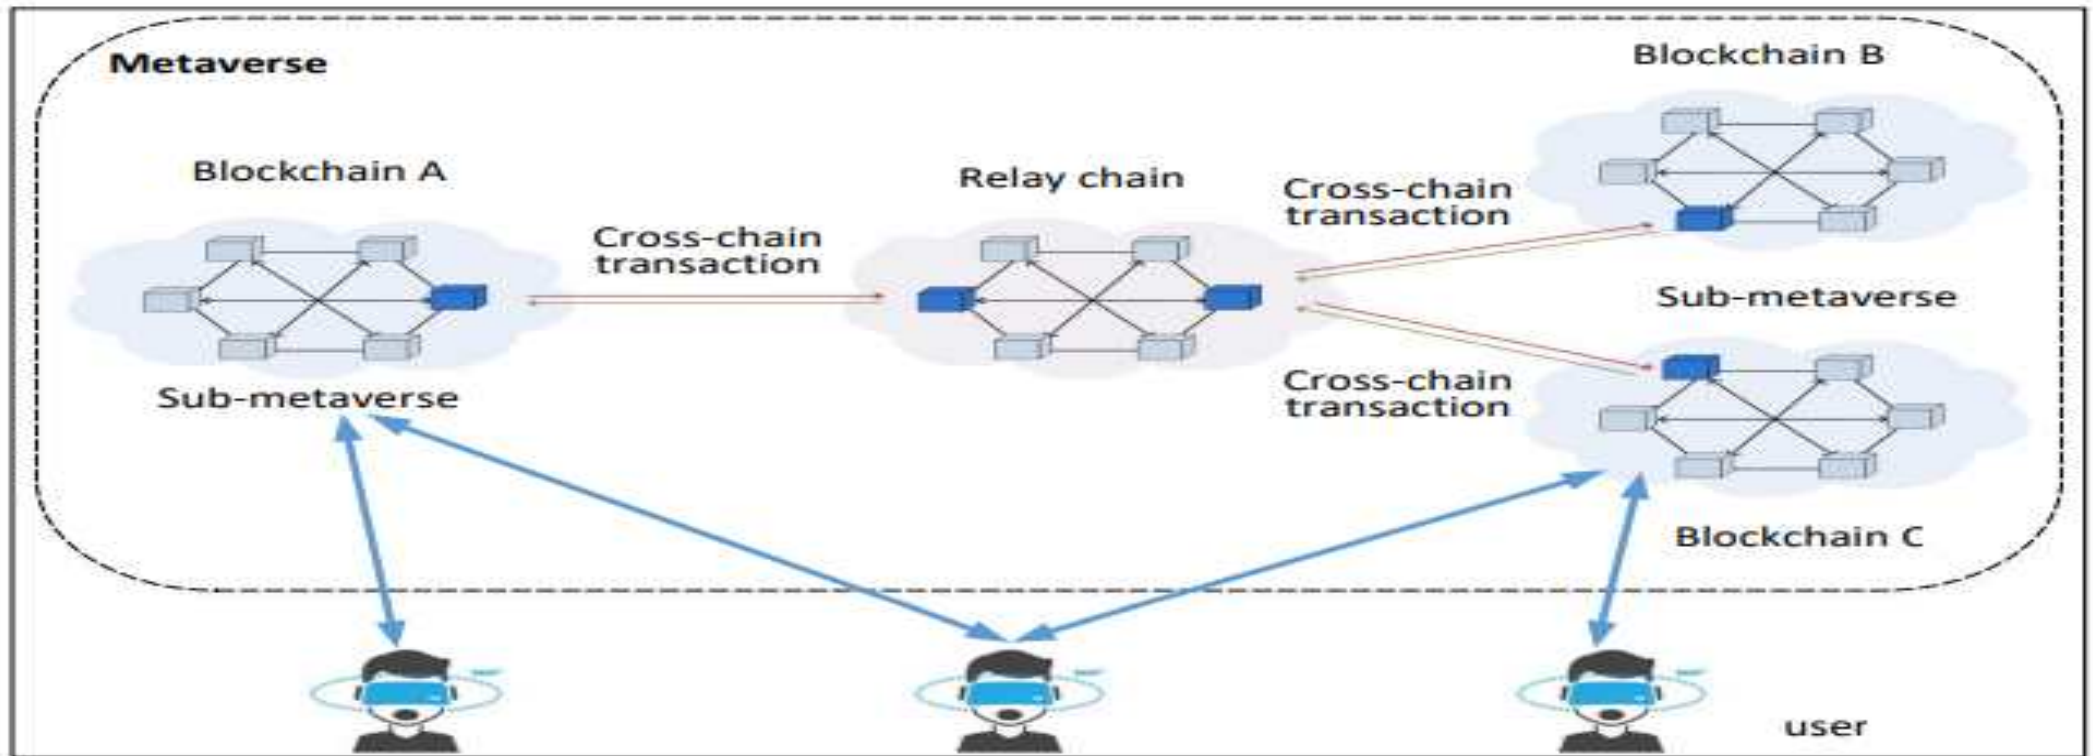 Metaverse
Blockchain A
Cross-chain
transaction
Sub-metaverse
Relay chain
Cross-chain
transaction
Cross-chain
transaction
Blockchain B
Sub-metaverse
Blockchain C
user